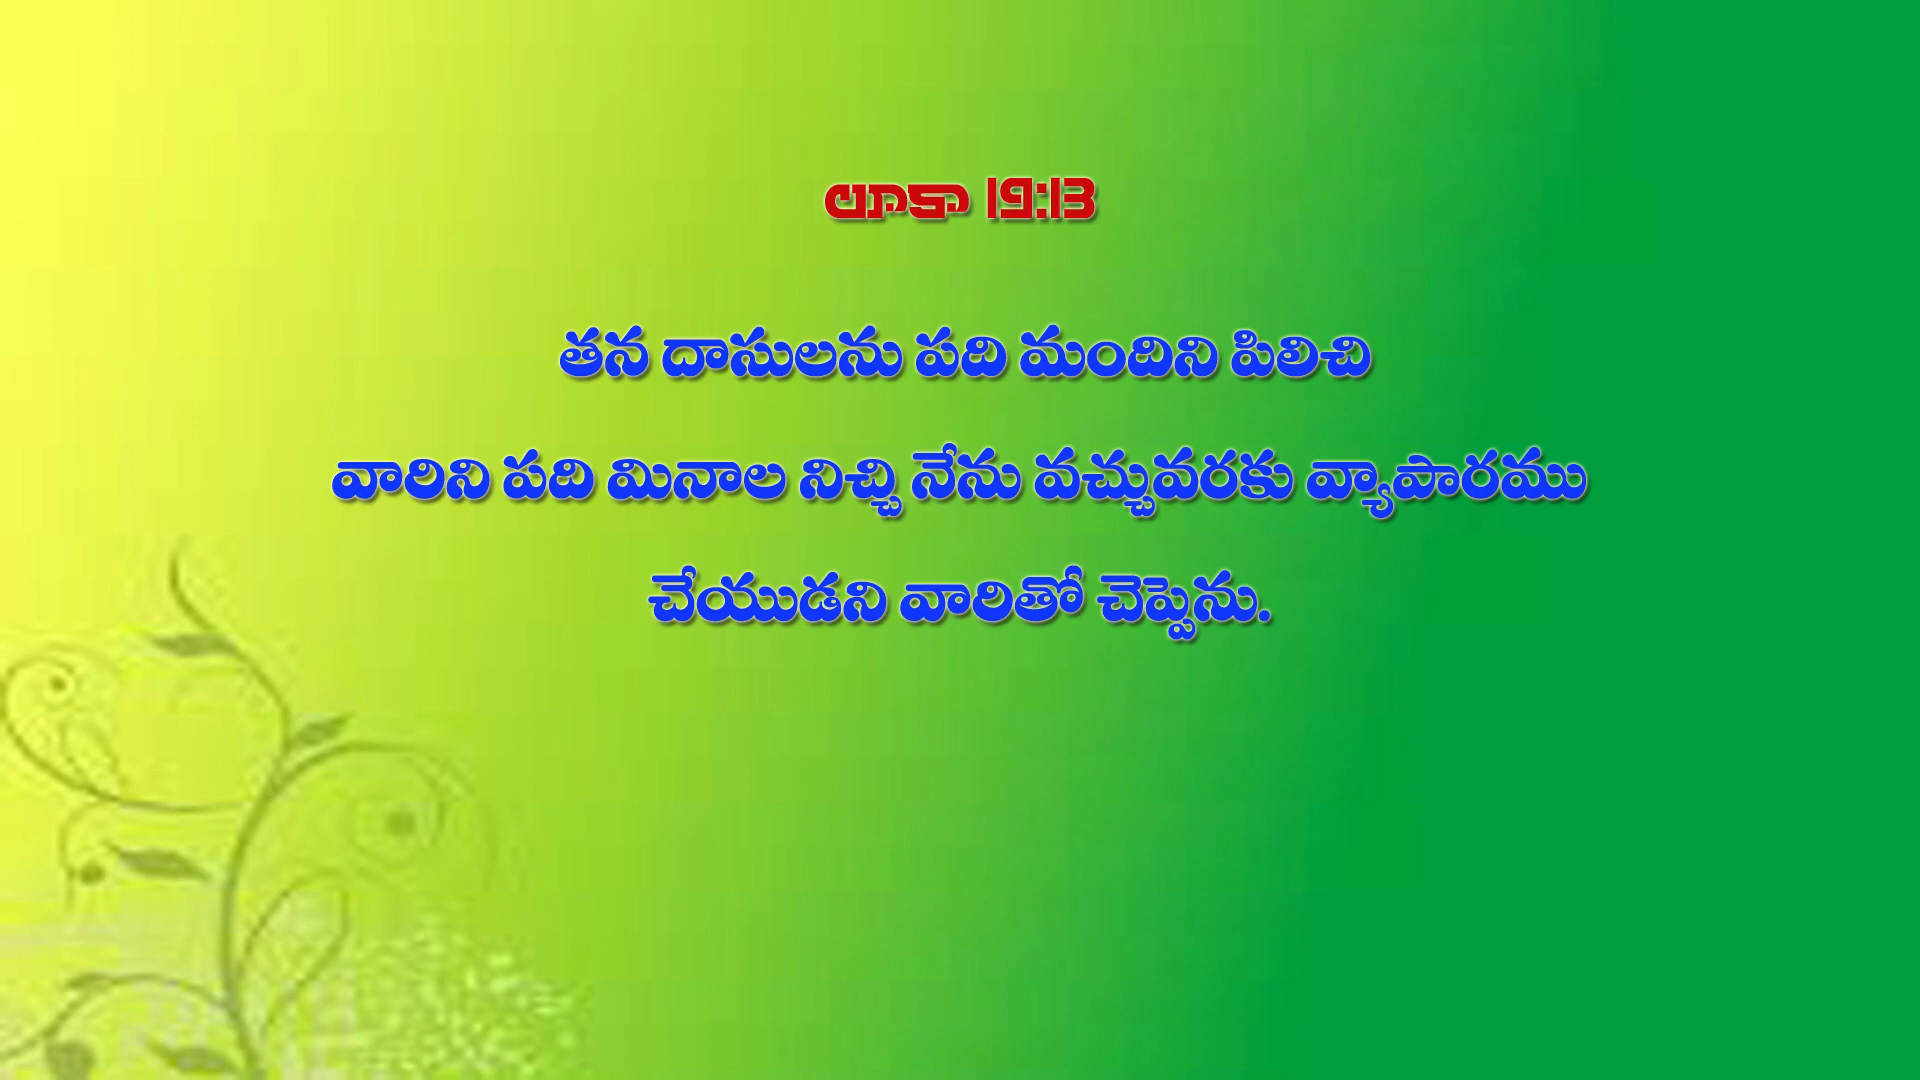 లూకా 19:13
తన దాసులను పది మందిని పిలిచి
వారిని పది మినాల నిచ్చి నేను వచ్చువరకు వ్యాపారము
చేయుడని వారితో చెప్పెను.